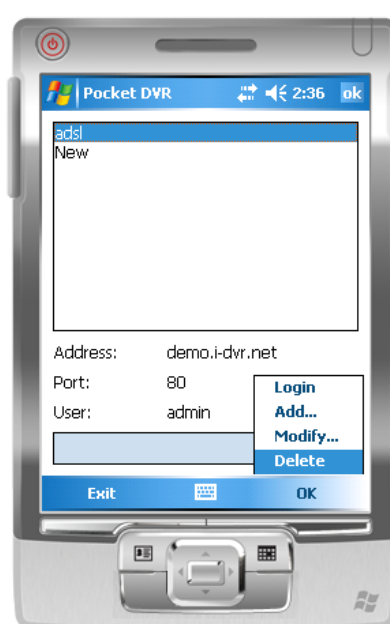 Pocket DVR 2:36 ok
adsl
New
Address: demo.i-dvr.net
Port: 80
User: admin
Login
Add...
Modify...
Delete
Exit OK